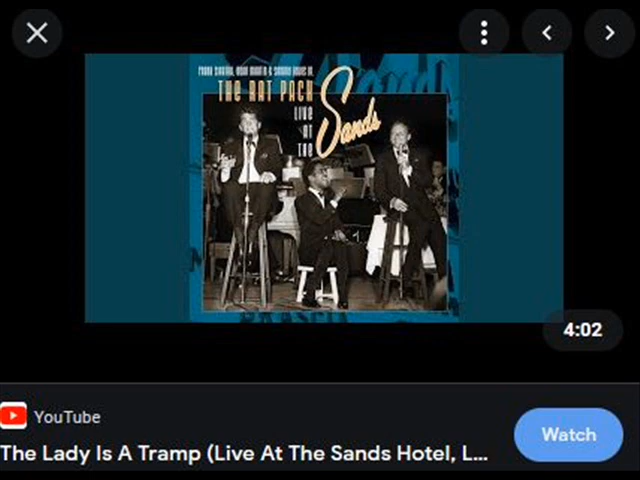 FRANK SINATRA, DEAN MARTIN & SAMMY DAVIS JR.
THE RAT PACK
LIVE
AT
THE
Sands
4:02
YouTube
Watch
The Lady Is A Tramp (Live At The Sands Hotel, L...